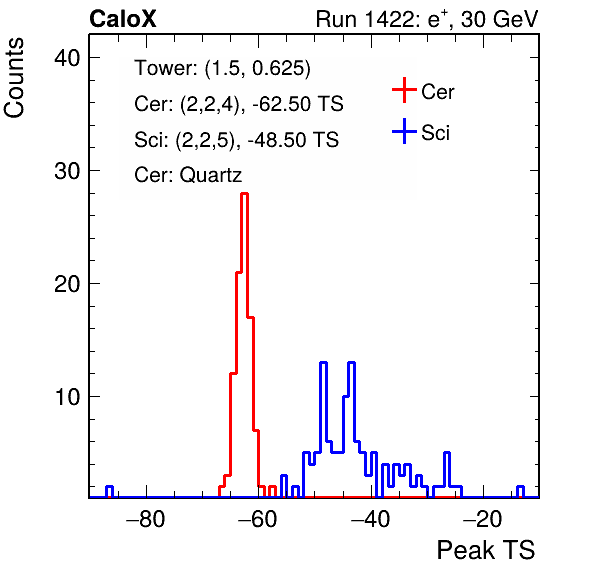 CaloX Run 1422: e⁺, 30 GeV
Counts
40
30
20
10
Tower: (1.5, 0.625)
Cer: (2,2,4), -62.50 TS
Sci: (2,2,5), -48.50 TS
Cer: Quartz
Cer
Sci
−80 −60 −40 −20
Peak TS